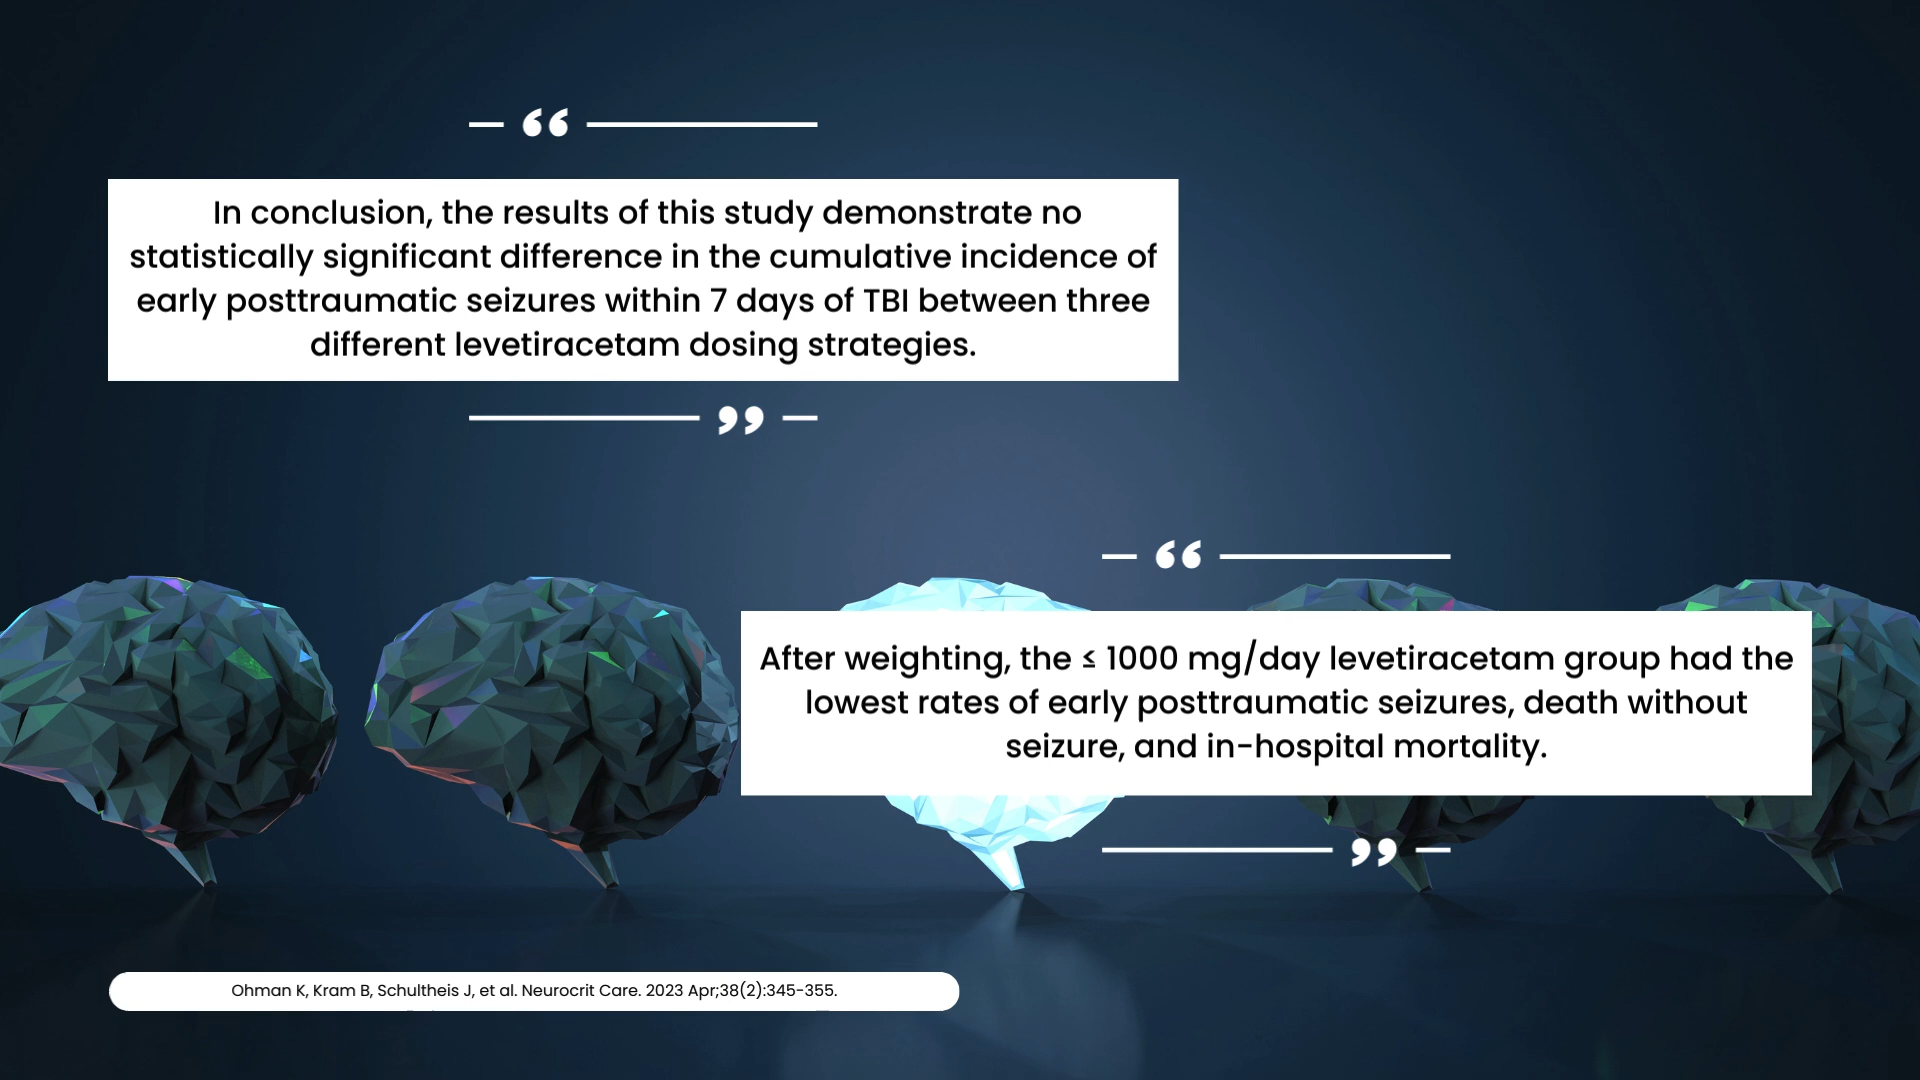 “
In conclusion, the results of this study demonstrate no
statistically significant difference in the cumulative incidence of
early posttraumatic seizures within 7 days of TBI between three
different levetiracetam dosing strategies.
”
“
After weighting, the ≤ 1000 mg/day levetiracetam group had the
lowest rates of early posttraumatic seizures, death without
seizure, and in-hospital mortality.
”
Ohman K, Kram B, Schultheis J, et al. Neurocrit Care. 2023 Apr;38(2):345-355.